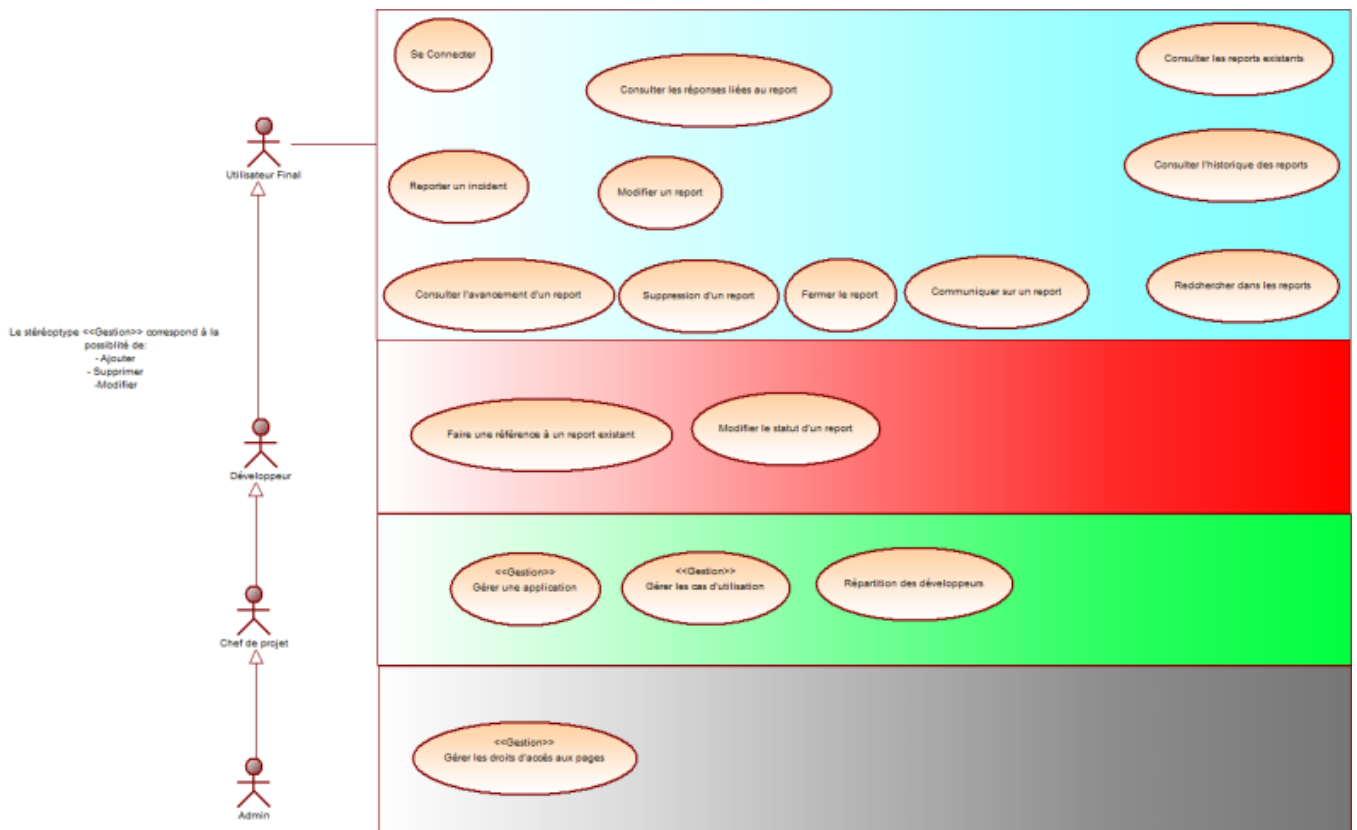 Se Connecter
Consulter les réponses liées au report
Consulter les reports existants
Utilisateur Final
Reporter un incident
Modifier un report
Consulter l'historique des reports
Consulter l'avancement d'un report
Suppression d'un report
Fermer le report
Communiquer sur un report
Redchercher dans les reports
Le stéréoptype <<Gestion>> correspond à la
possiblité de:
- Ajouter
- Supprimer
-Modifier
Développeur
Faire une référence à un report existant
Modifier le statut d'un report
Chef de projet
<<Gestion>>
Gérer une application
<<Gestion>>
Gérer les cas d'utilisation
Répartition des développeurs
Admin
<<Gestion>>
Gérer les droits d'accès aux pages